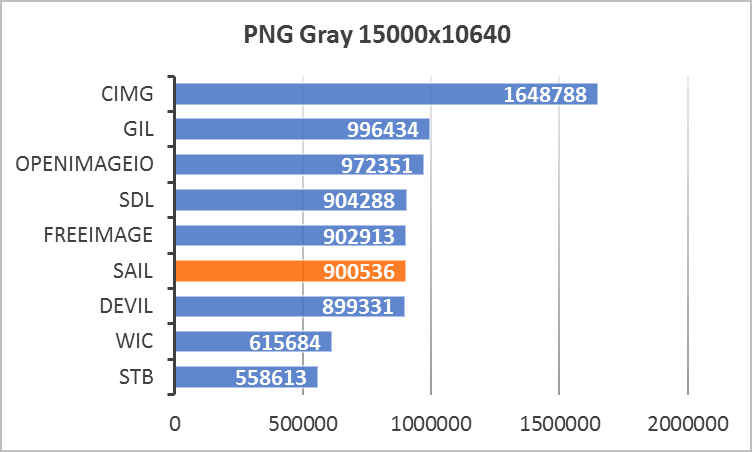 PNG Gray 15000x10640
CIMG 1648788
GIL 996434
OPENIMAGEIO 972351
SDL 904288
FREEIMAGE 902913
SAIL 900536
DEVIL 899331
WIC 615684
STB 558613
0 500000 1000000 1500000 2000000